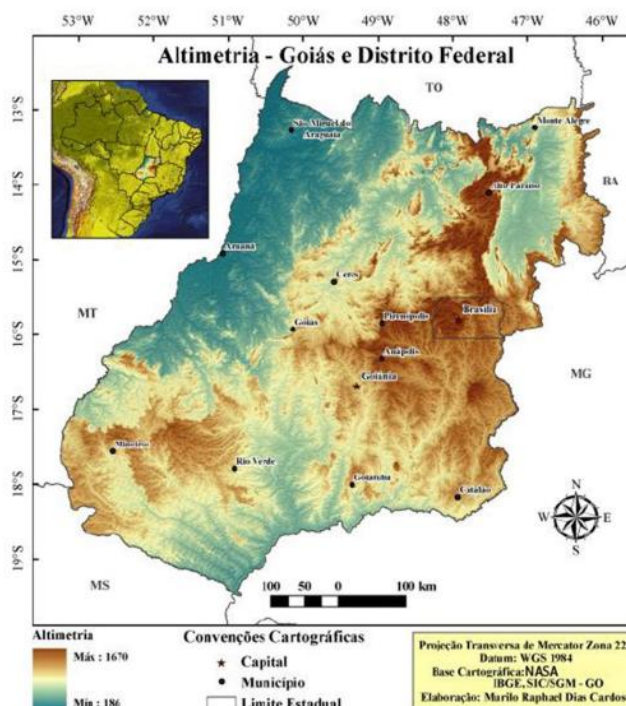 53°W 52°W 51°W 50°W 49°W 48°W 47°W 46°W
Altimetria - Goiás e Distrito Federal
TO
13°S
São Miguel do
Araguaia
Monte Alegre
14°S
Alto Paraíso
BA
15°S
Aruanã
Ceres
MT
16°S
Goiás
Pirenópolis
Brasília
Anápolis
MG
Goiania
17°S
Mineiros
Rio Verde
18°S
Goiatuba
Catalão
N
W E
S
19°S
100 50 0 100 km
MS
Altimetria
Máx : 1670
Mín : 186
Convenções Cartográficas
Capital
Município
Limite Estadual
Projeção Transversa de Mercator Zona 22
Datum: WGS 1984
Base Cartográfica: NASA
IBGE, SIC/SGM - GO
Elaboração: Murilo Raphael Dias Cardos